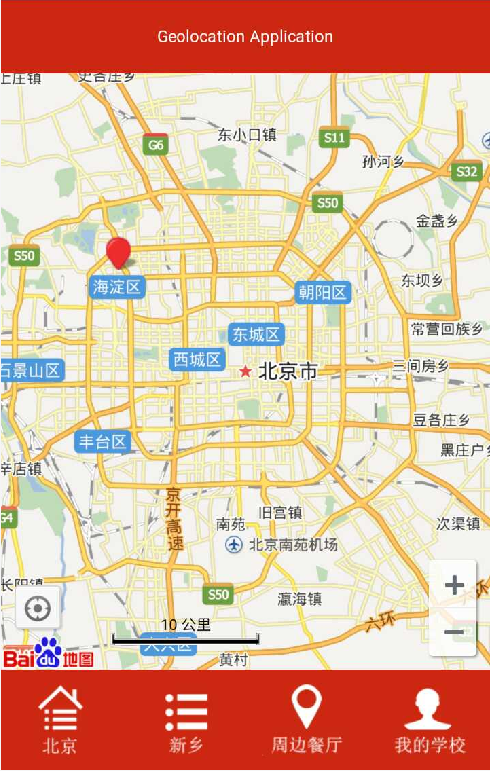 Geolocation Application
上庄镇
史各庄乡
G6
东小口镇
S11
孙河乡
S32
S50
金盏乡
S50
海淀区
朝阳区
东坝乡
东城区
常营回族乡
西城区
石景山区
北京市
三间房乡
丰台区
豆各庄乡
黑庄户乡
辛店镇
京开高速
旧宫镇
G4
南苑
次渠镇
北京南苑机场
长阳镇
S50
瀛海镇
10 公里
六环
Bai du 地图
黄村
北京
新乡
周边餐厅
我的学校